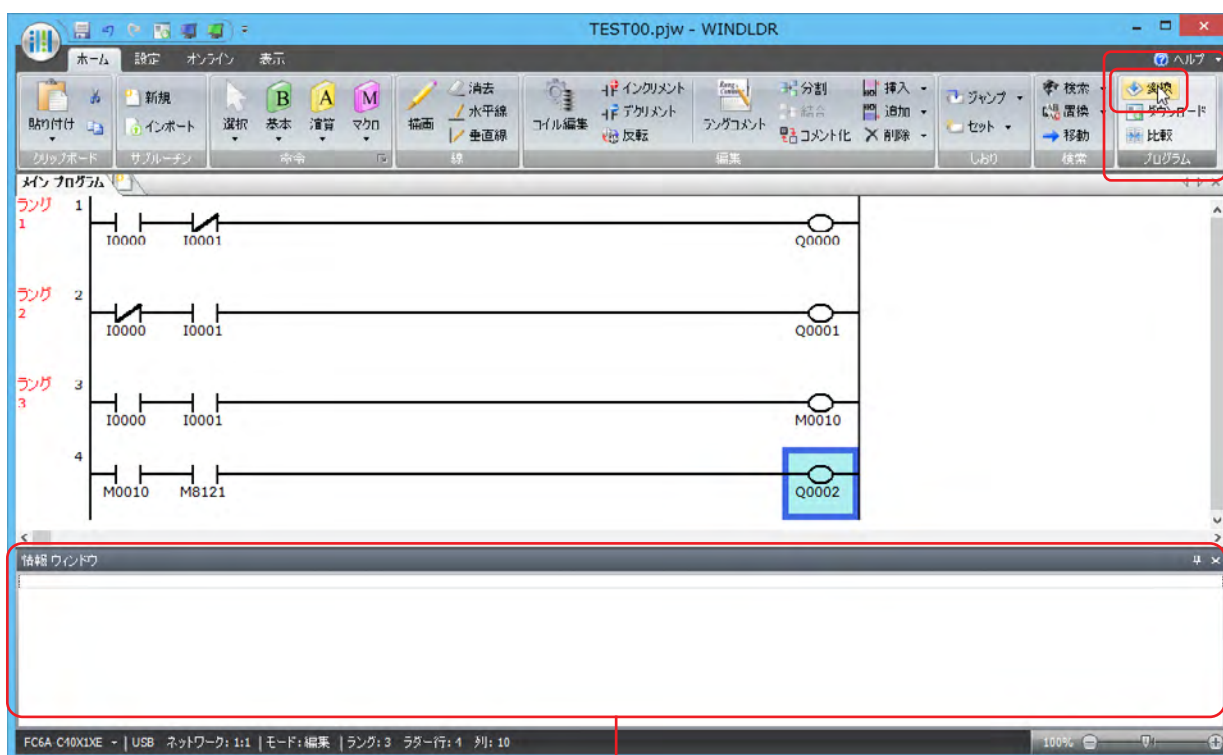 TEST00.pjw - WINDLDR
ホーム 設定 オンライン 表示 ヘルプ
貼り付け
新規
インポート
選択 基本 演算 マクロ
B A M
描画
消去
水平線
垂直線
コイル編集
インクリメント
デクリメント
反転
ラングコメント
分割
結合
コメント化
挿入
追加
削除
ジャンプ
セット
検索
置換
移動
変換
ダウンロード
比較
クリップボード サブルーチン 命令 線 編集 しおり 検索 プログラム
メイン プログラム
ラング 1
1
I0000 I0001 Q0000
ラング 2
2
I0000 I0001 Q0001
ラング 3
3
I0000 I0001 M0010
4
M0010 M8121 Q0002
情報 ウィンドウ
FC6A-C40X1XE | USB ネットワーク: 1:1 | モード: 編集 | ラング: 3 ラダー行: 4 列: 10 100%